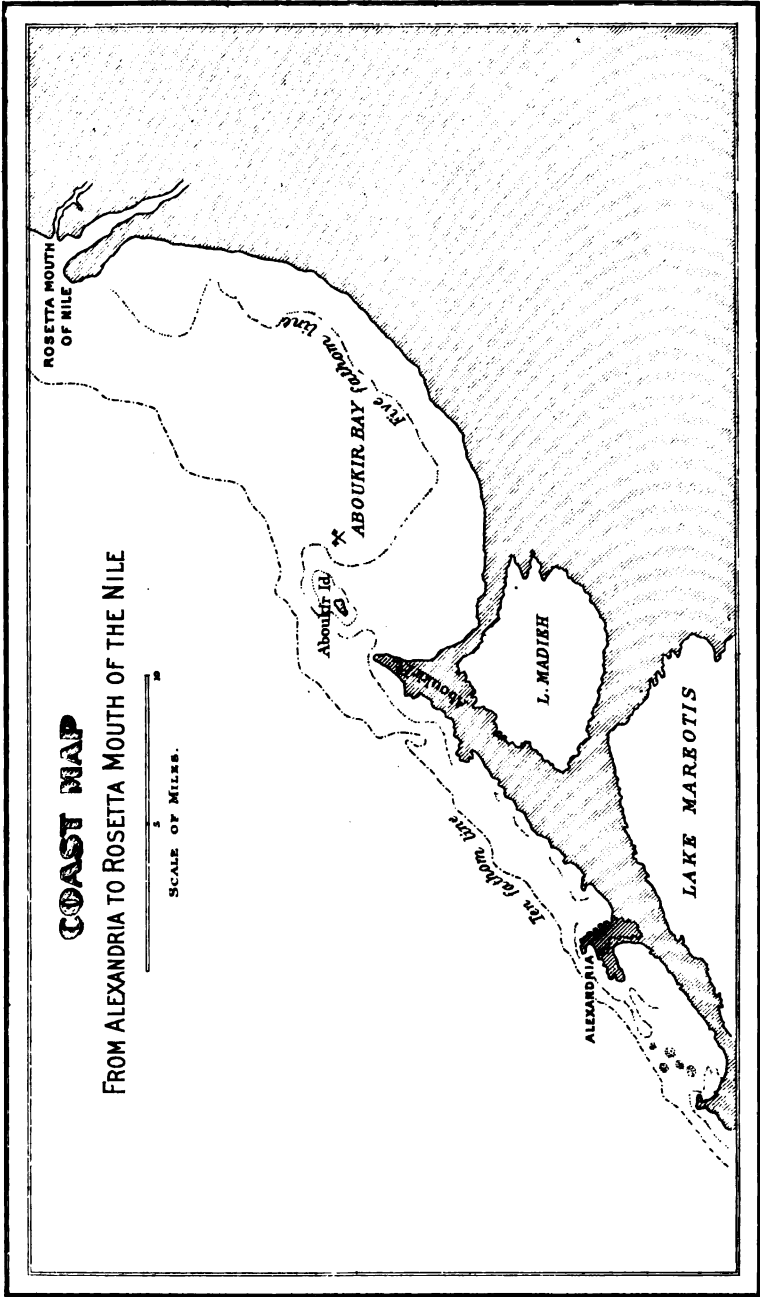 COAST MAP
FROM ALEXANDRIA TO ROSETTA MOUTH OF THE NILE
5
10
SCALE OF MILES.
ROSETTA MOUTH
OF NILE
Five fathom line
ABOUKIR BAY
Aboukir Id.
Aboukir
L. MADIEH
Ten fathom line
ALEXANDRIA
LAKE MAREOTIS